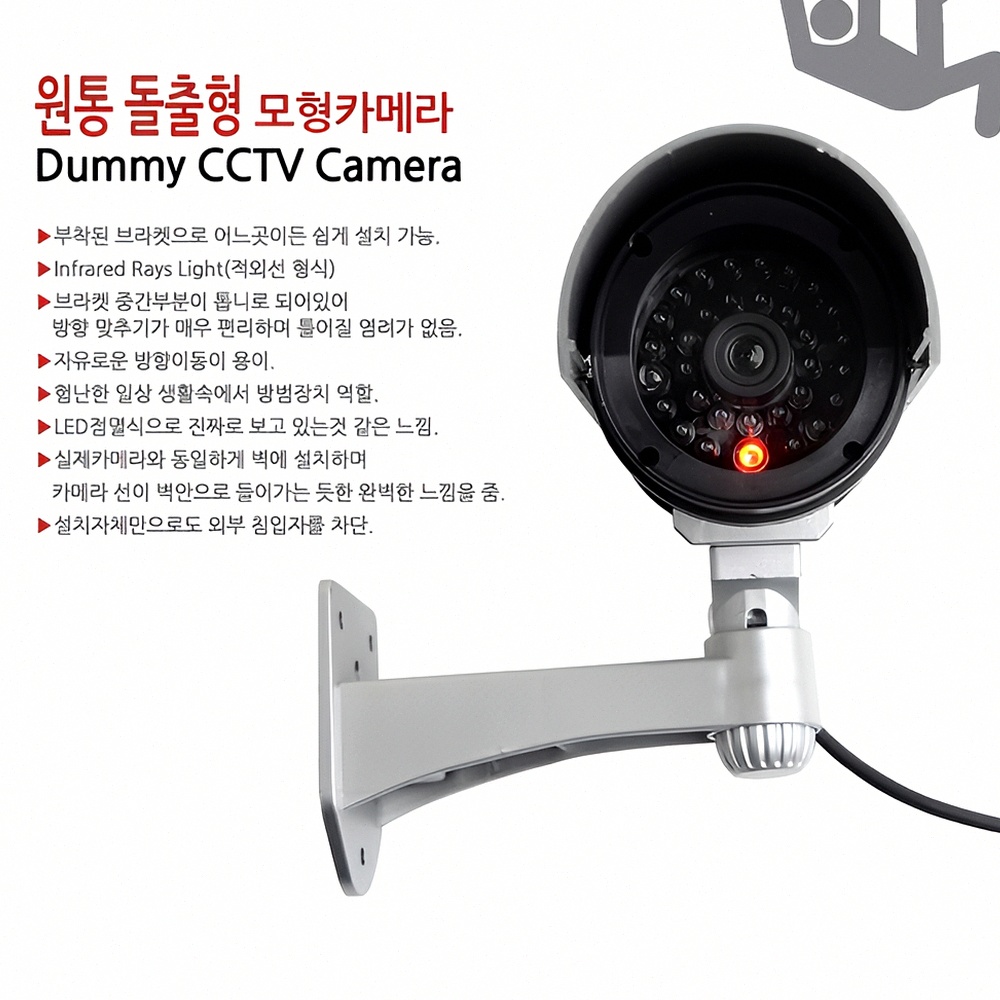 원통 돌출형 모형카메라
Dummy CCTV Camera
▶부착된 브라켓으로 어느곳이든 쉽게 설치 가능.
▶Infrared Rays Light(적외선 형식)
▶브라켓 중간부분이 톱니로 되어있어
방향 맞추기가 매우 편리하며 틀어질 염려가 없음.
▶자유로운 방향이동이 용이.
▶험난한 일상 생활속에서 방범장치 역할.
▶LED점멸식으로 진짜로 보고 있는것 같은 느낌.
▶실제카메라와 동일하게 벽에 설치하며
카메라 선이 벽안으로 들어가는 듯한 완벽한 느낌을 줌.
▶설치자체만으로도 외부 차단.